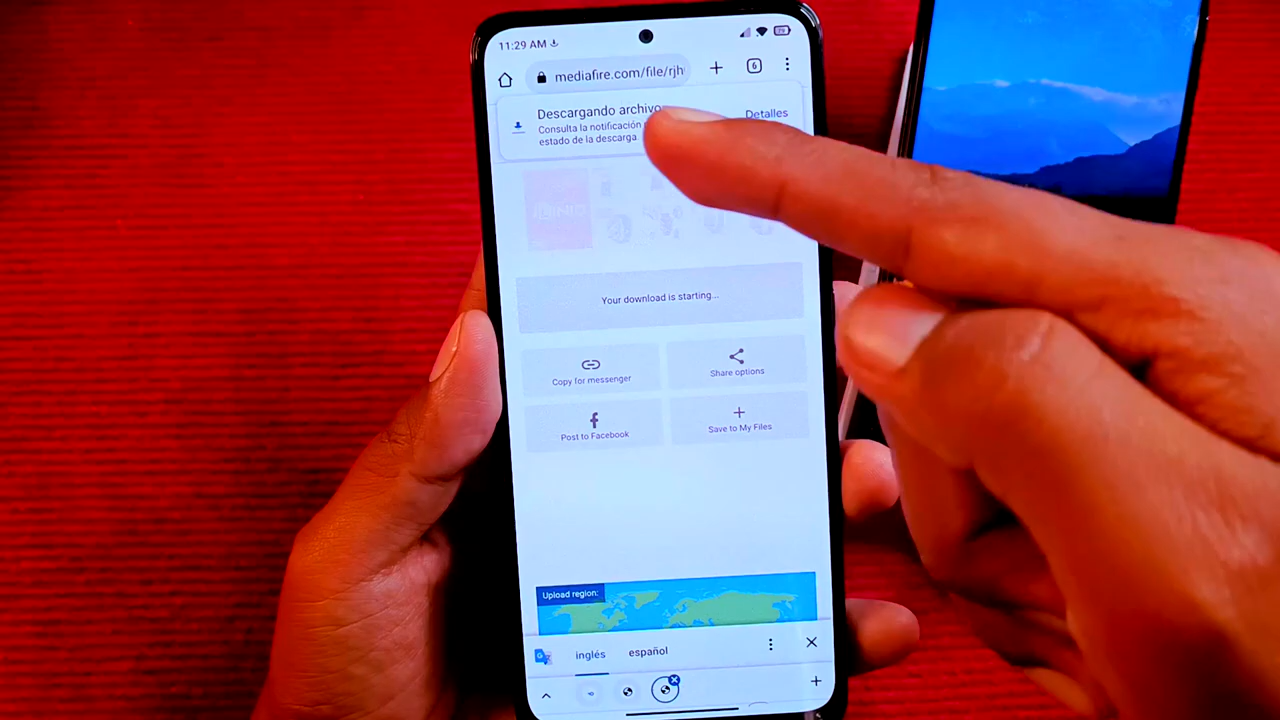 11:29 AM
mediafire.com/file/rjh
6
Descargando archivo
Detalles
Consulta la notificación
estado de la descarga.
Your download is starting...
Copy for messenger
Share options
Post to Facebook
Save to My Files
Upload region:
inglés
español